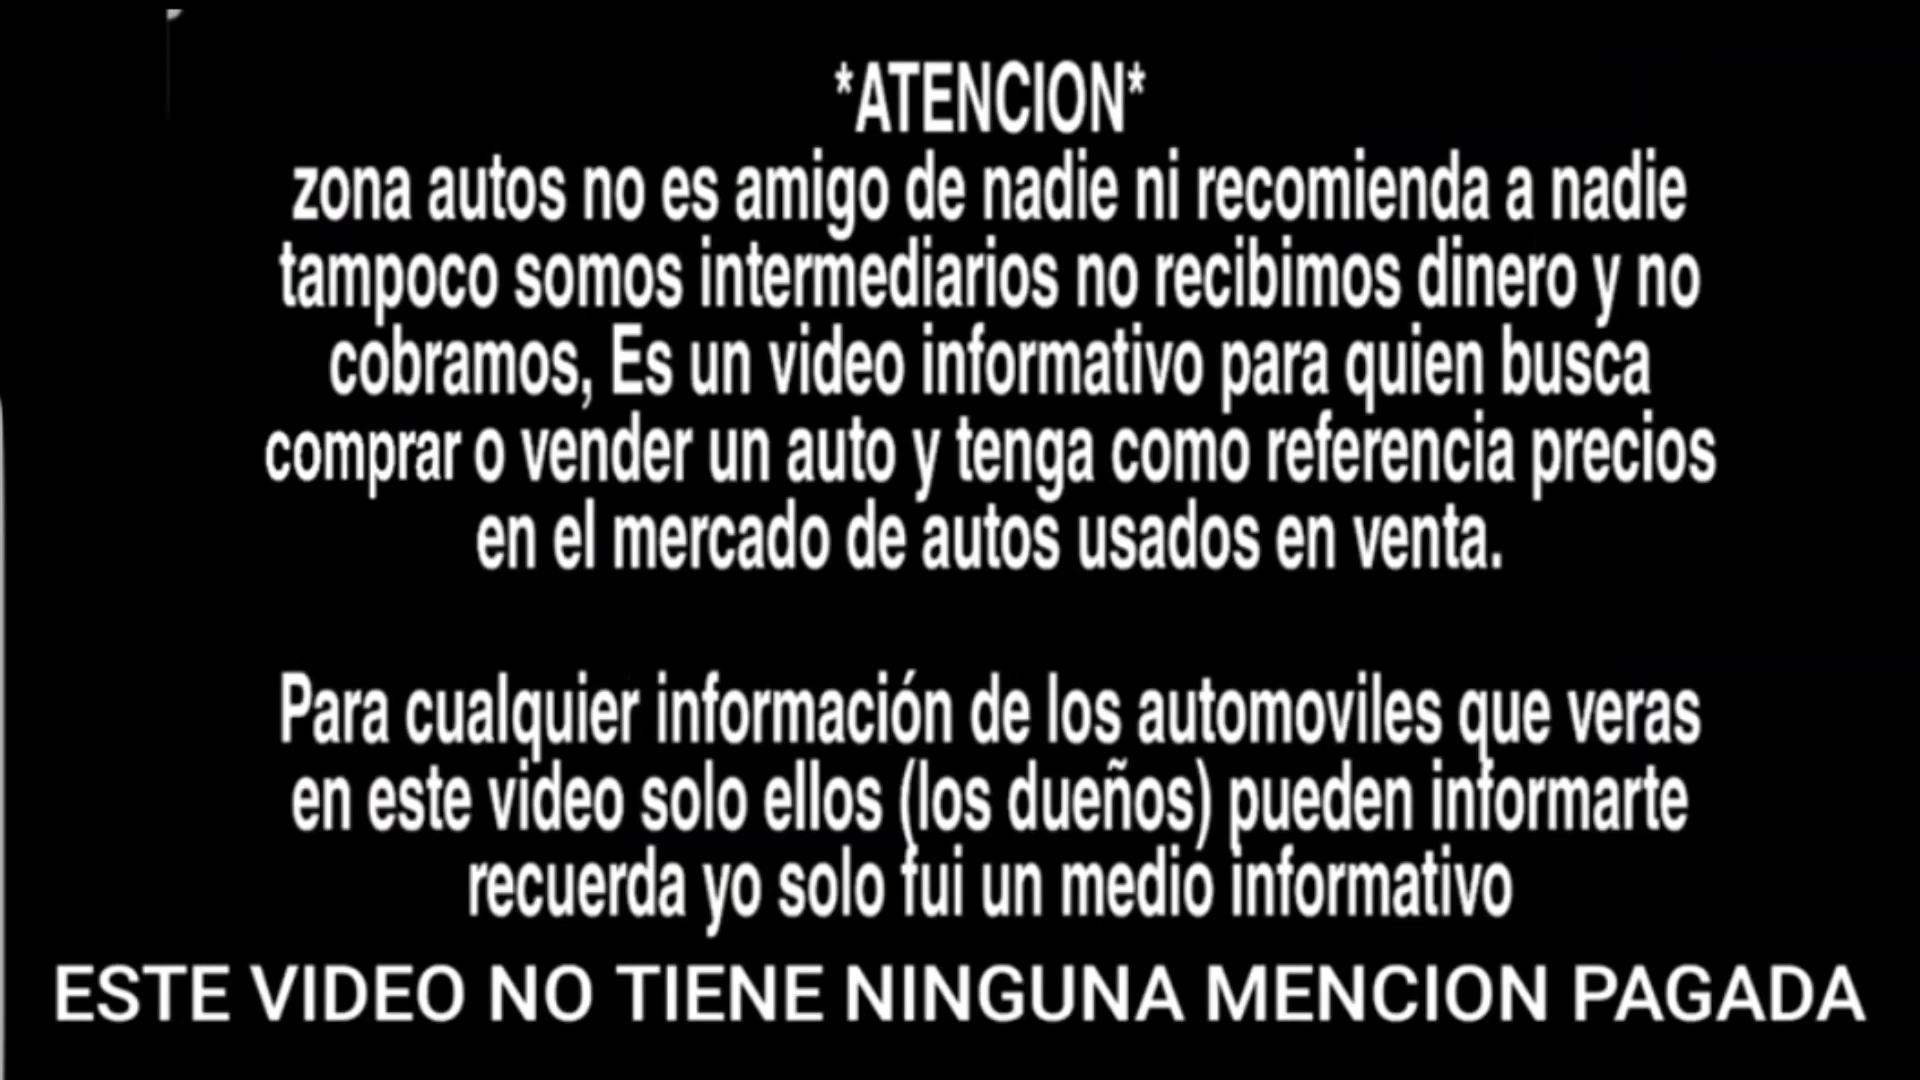 *ATENCION*
zona autos no es amigo de nadie ni recomienda a nadie
tampoco somos intermediarios no recibimos dinero y no
cobramos, Es un video informativo para quien busca
comprar o vender un auto y tenga como referencia precios
en el mercado de autos usados en venta.
Para cualquier información de los automoviles que veras
en este video solo ellos (los dueños) pueden informarte
recuerda yo solo fui un medio informativo
ESTE VIDEO NO TIENE NINGUNA MENCION PAGADA